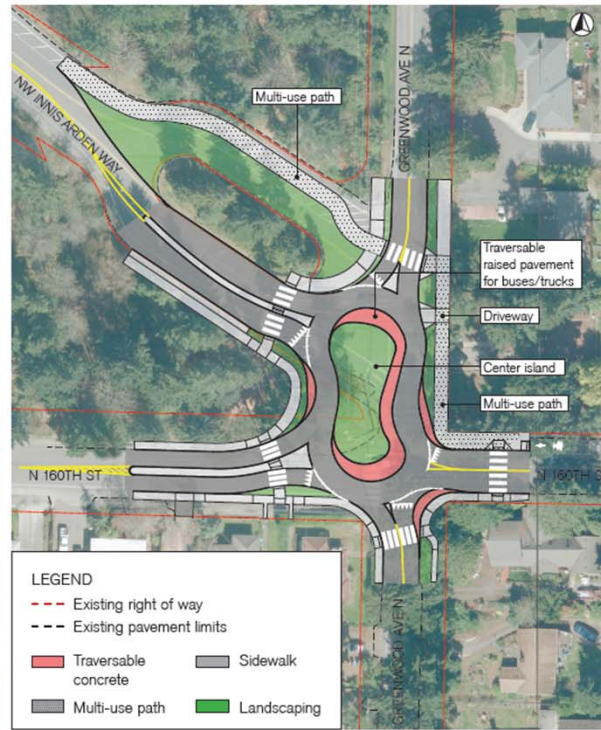 NW INNIS ARDEN WAY
Multi-use path
GREENWOOD AVE N
Traversable
raised pavement
for buses/trucks
Driveway
Center island
Multi-use path
N 160TH ST
N 160TH S
GREENWOOD AVE N
LEGEND
Existing right of way
Existing pavement limits
Traversable
concrete
Sidewalk
Multi-use path
Landscaping